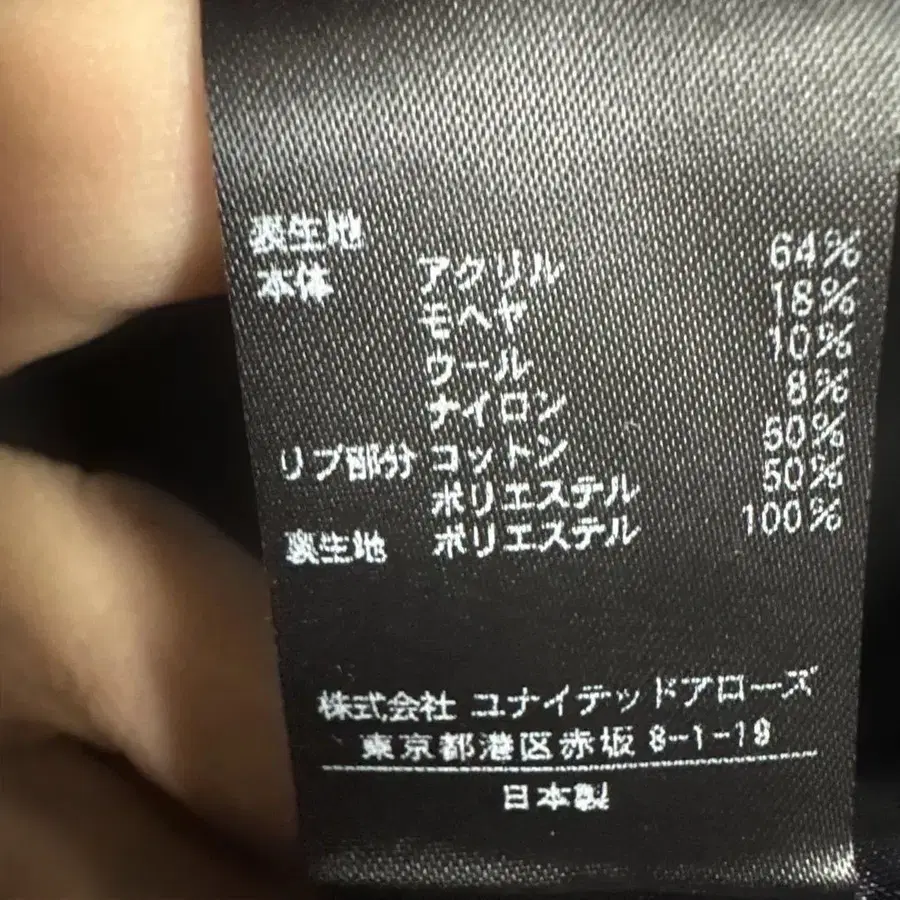 表生地
本体 アクリル 64%
モヘヤ 18%
ウール 10%
ナイロン 8%
リブ部分 コットン 50%
ポリエステル 50%
裏生地 ポリエステル 100%
株式会社 ユナイテッドアローズ
東京都港区赤坂 8-1-19
日本製